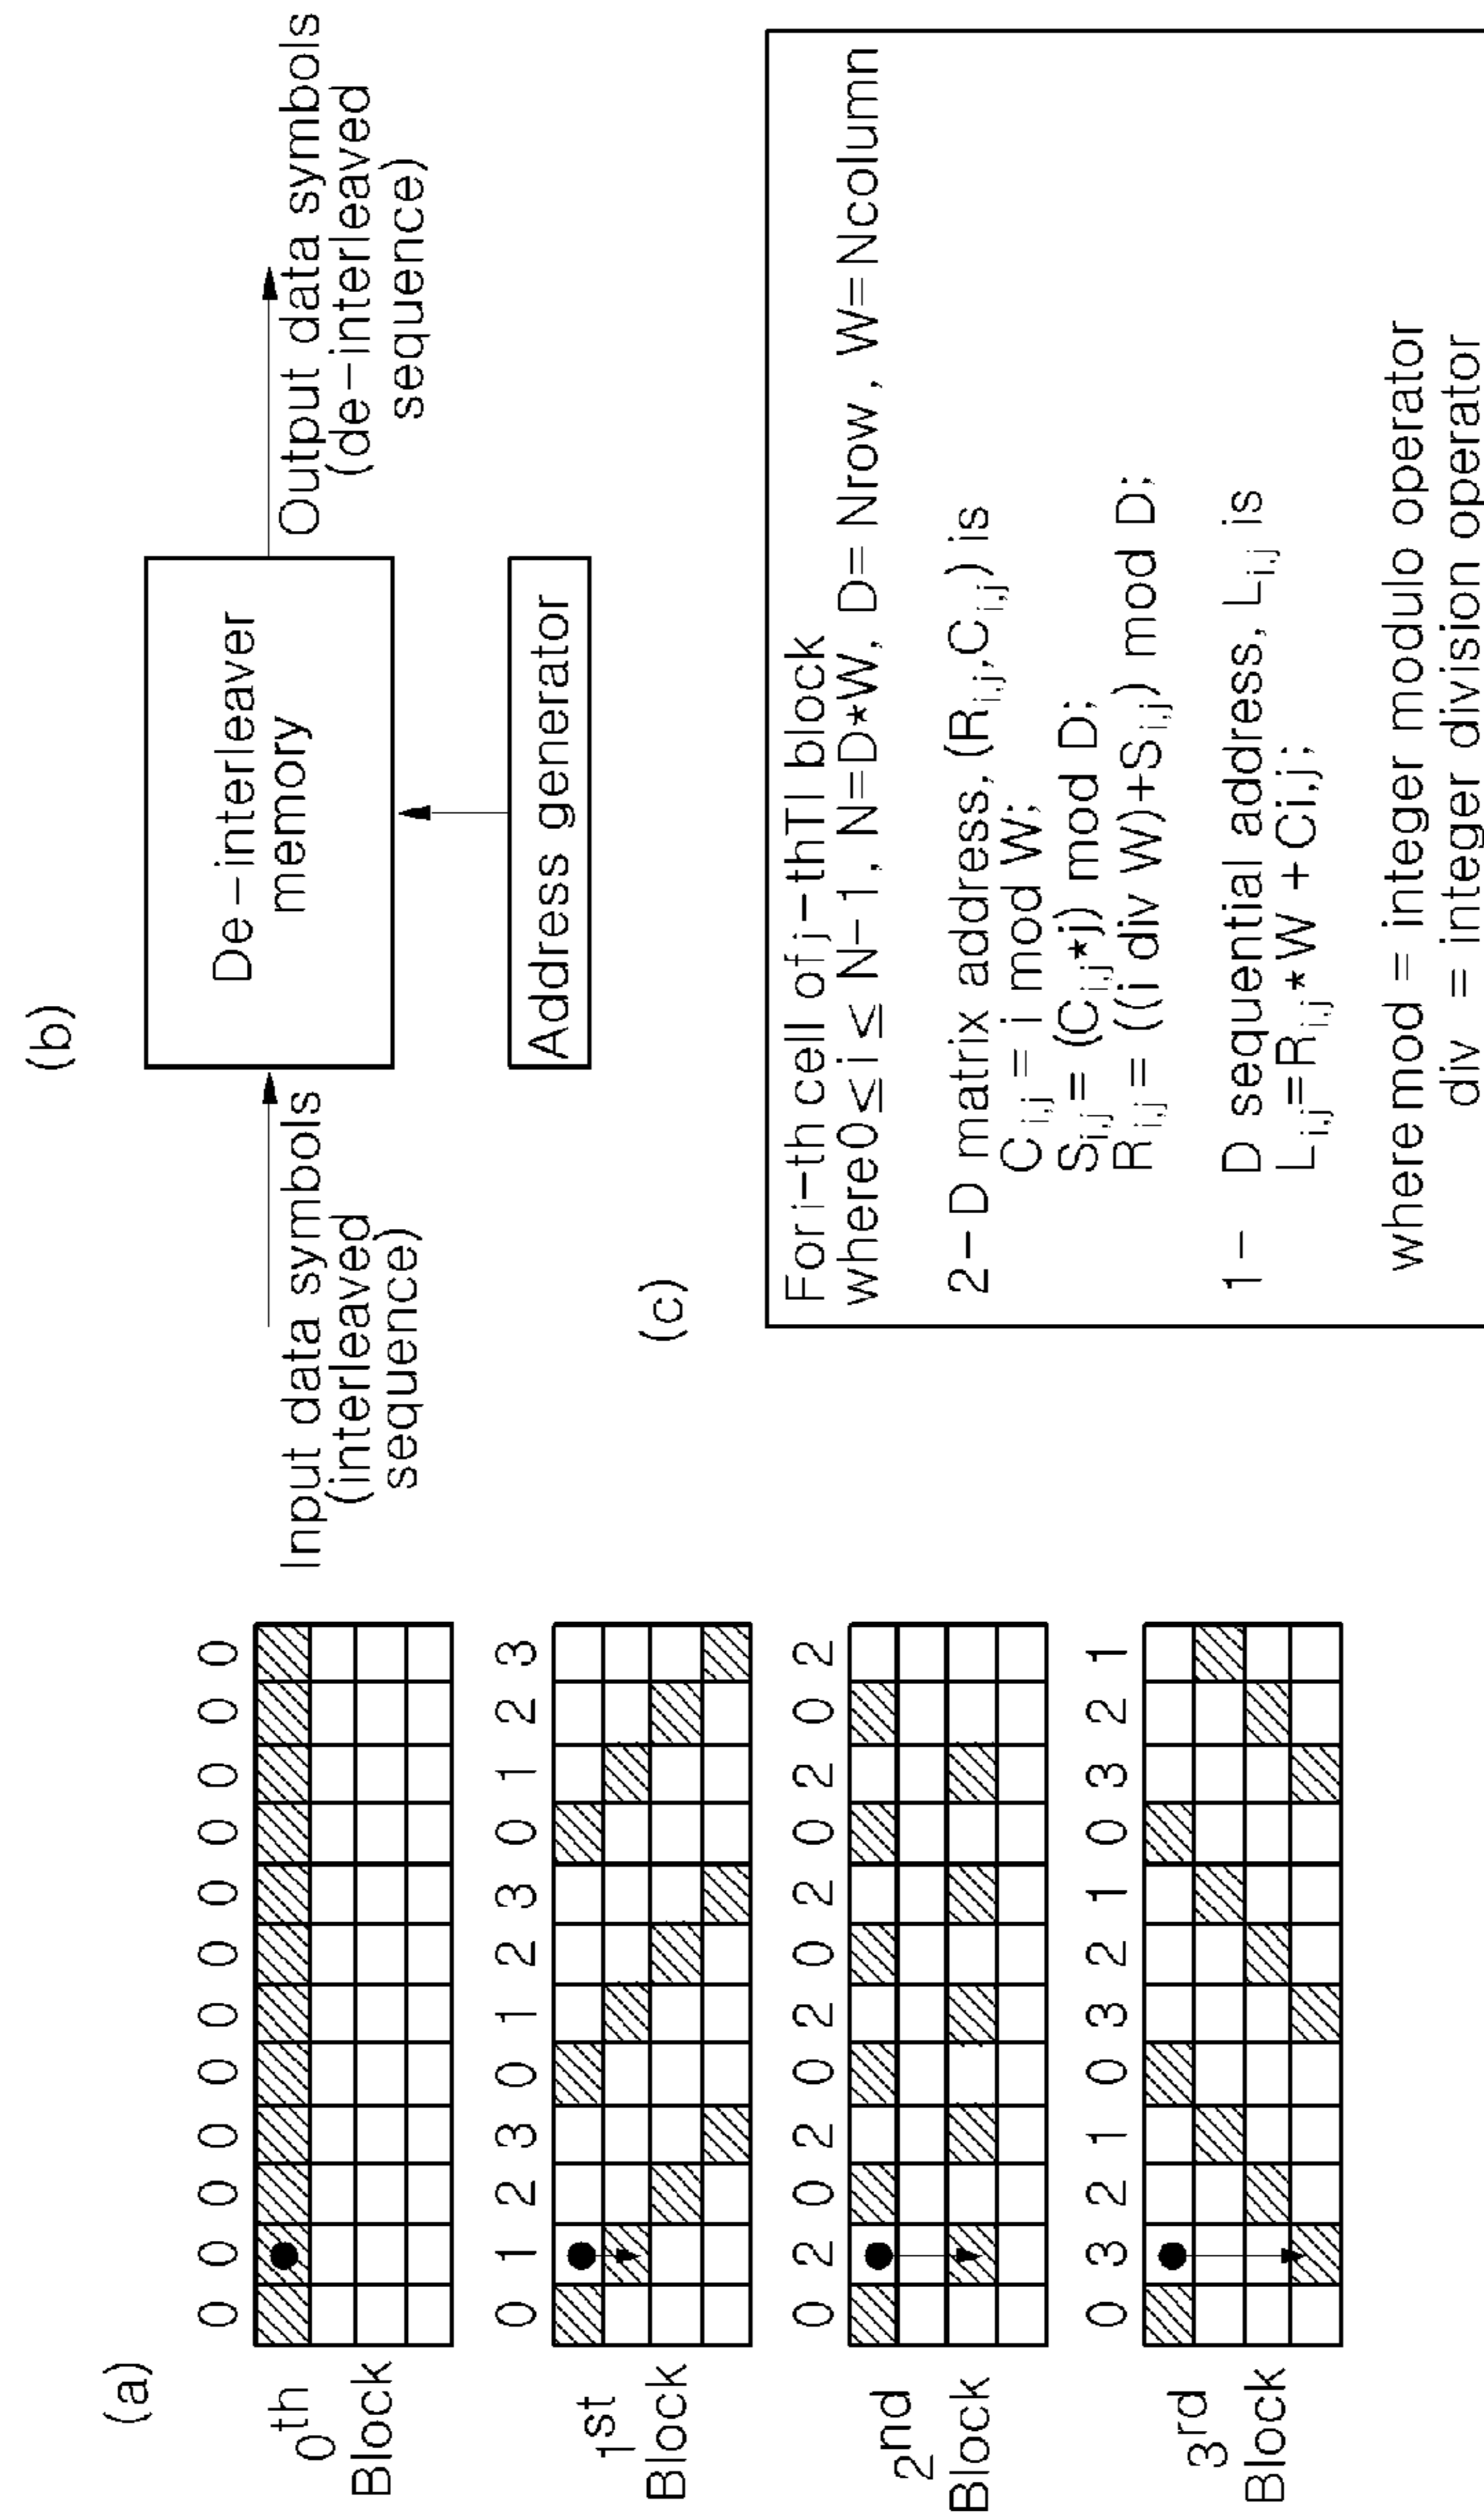 (a)
0 0 0 0 0 0 0 0 0 0 0 0
0th
Block
0 1 2 3 0 1 2 3 0 1 2 3
1st
Block
0 2 0 2 0 2 0 2 0 2 0 2
2nd
Block
0 3 2 1 0 3 2 1 0 3 2 1
3rd
Block
(b)
Input data symbols
(interleaved
sequence)
De-interleaver
memory
Output data symbols
(de-interleaved
sequence)
Address generator
(c)
For i-th cell of j-th TI block
where 0≤i≤N-1, N=D*W, D= Nrow, W=Ncolumn
2-D matrix address, (Ri,j,Ci,j) is
Ci,j= i mod W;
Si,j= (Ci,j*j) mod D;
Ri,j= ((i div W)+Si,j) mod D;
1- D sequential address, Li,j is
Li,j=Ri,j*W + Ci,j;
where mod = integer modulo operator
div = integer division operator